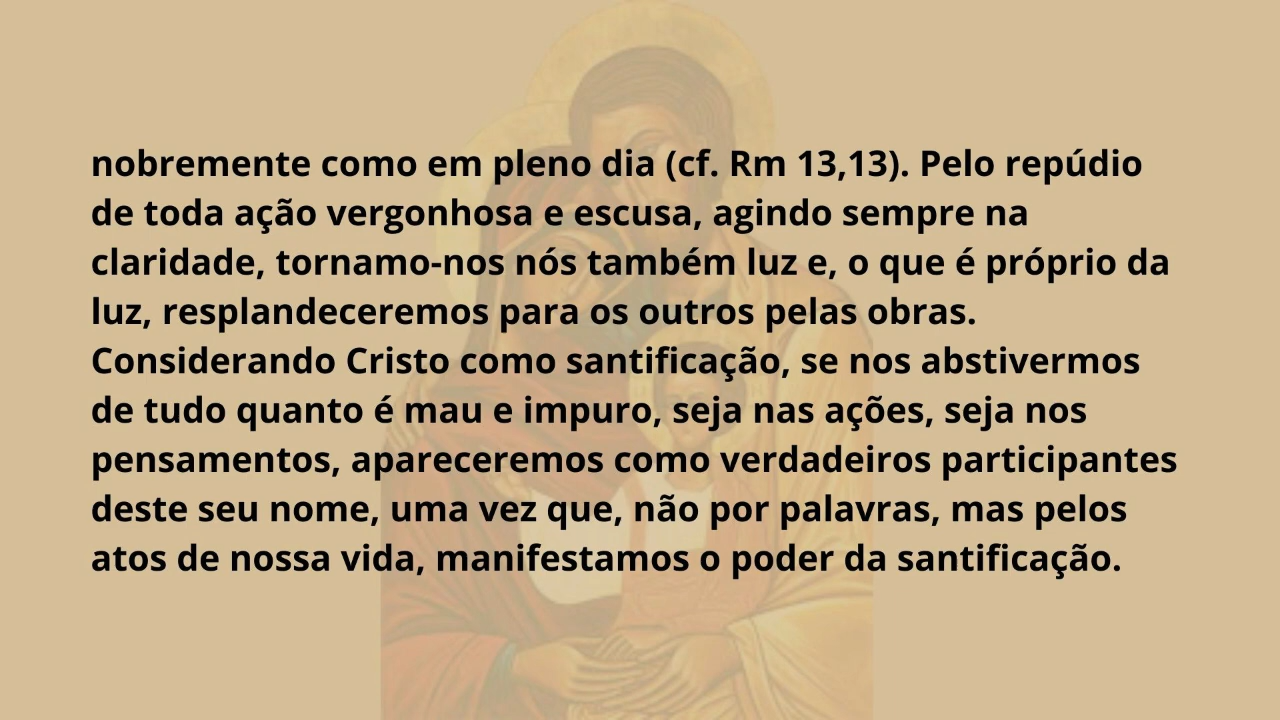 nobremente como em pleno dia (cf. Rm 13,13). Pelo repúdio
de toda ação vergonhosa e escusa, agindo sempre na
claridade, tornamo-nos nós também luz e, o que é próprio da
luz, resplandeceremos para os outros pelas obras.
Considerando Cristo como santificação, se nos abstivermos
de tudo quanto é mau e impuro, seja nas ações, seja nos
pensamentos, apareceremos como verdadeiros participantes
deste seu nome, uma vez que, não por palavras, mas pelos
atos de nossa vida, manifestamos o poder da santificação.